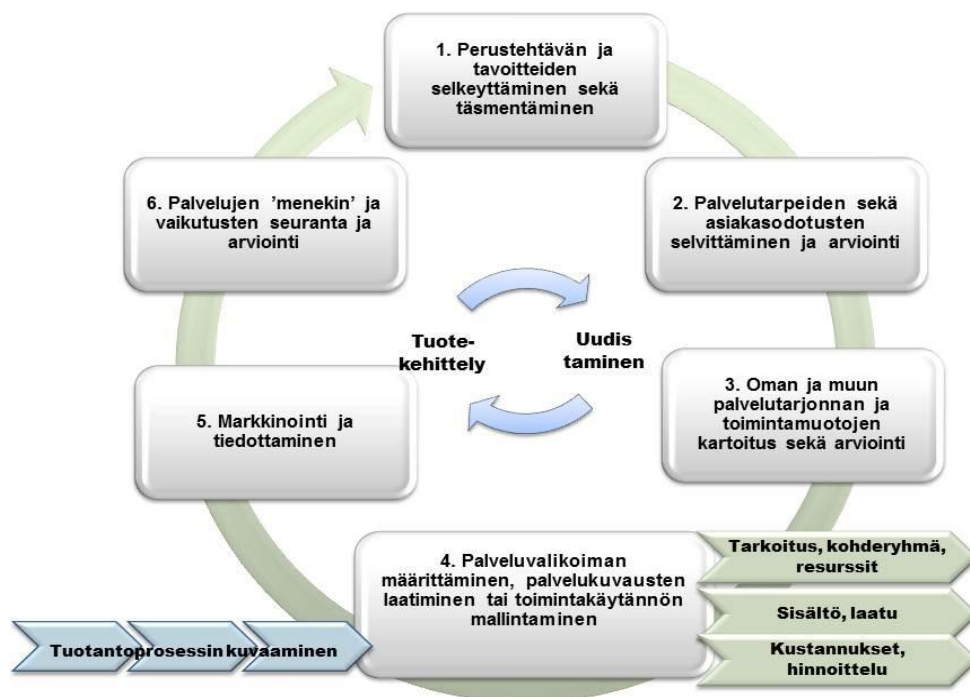 1. Perustehtävän ja
tavoitteiden
selkeyttäminen sekä
täsmentäminen
2. Palvelutarpeiden sekä
asiakasodotusten
selvittäminen ja arviointi
3. Oman ja muun
palvelutarjonnan ja
toimintamuotojen
kartoitus sekä arviointi
4. Palveluvalikoiman
määrittäminen, palvelukuvausten
laatiminen tai toimintakäytännön
mallintaminen
Tarkoitus, kohderyhmä,
resurssit
Sisältö, laatu
Kustannukset,
hinnoittelu
Tuotantoprosessin kuvaaminen
5. Markkinointi ja
tiedottaminen
6. Palvelujen ’menekin’ ja
vaikutusten seuranta ja
arviointi
Tuote-
kehittely
Uudis
taminen